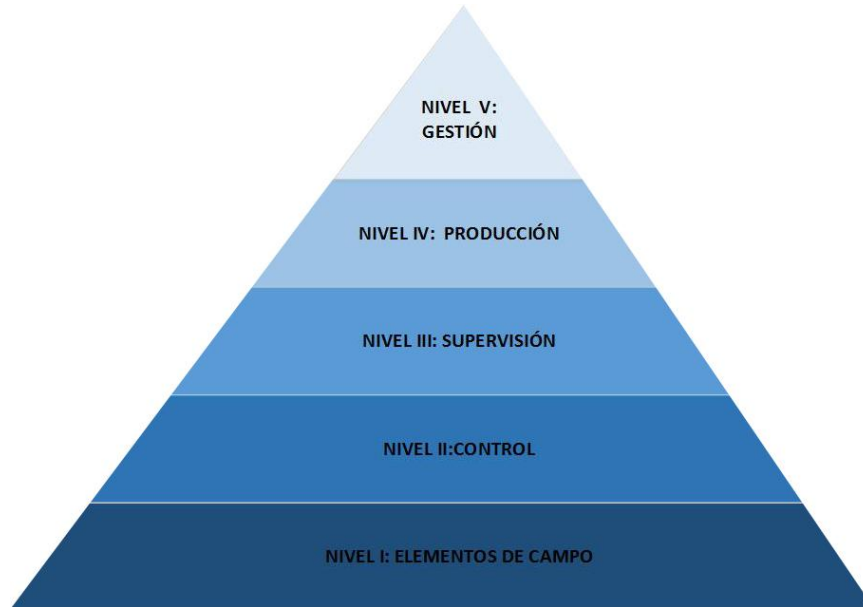 NIVEL V:
GESTIÓN
NIVEL IV: PRODUCCIÓN
NIVEL III: SUPERVISIÓN
NIVEL II:CONTROL
NIVEL I: ELEMENTOS DE CAMPO